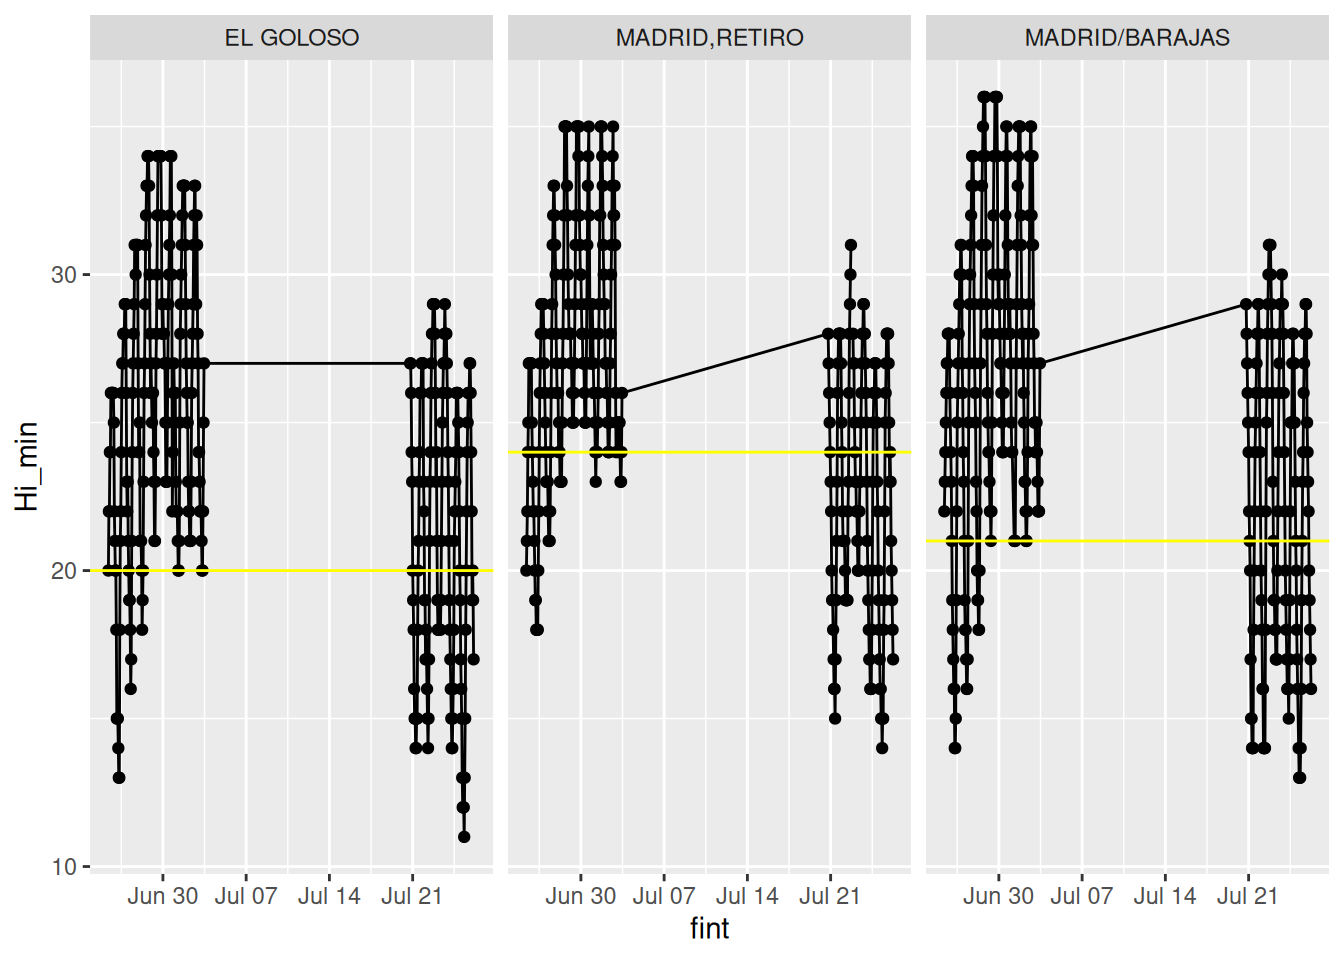 EL GOLOSO MADRID,RETIRO MADRID/BARAJAS
30
20
10
Hi_min
Jun 30 Jul 07 Jul 14 Jul 21 Jun 30 Jul 07 Jul 14 Jul 21 Jun 30 Jul 07 Jul 14 Jul 21
fint